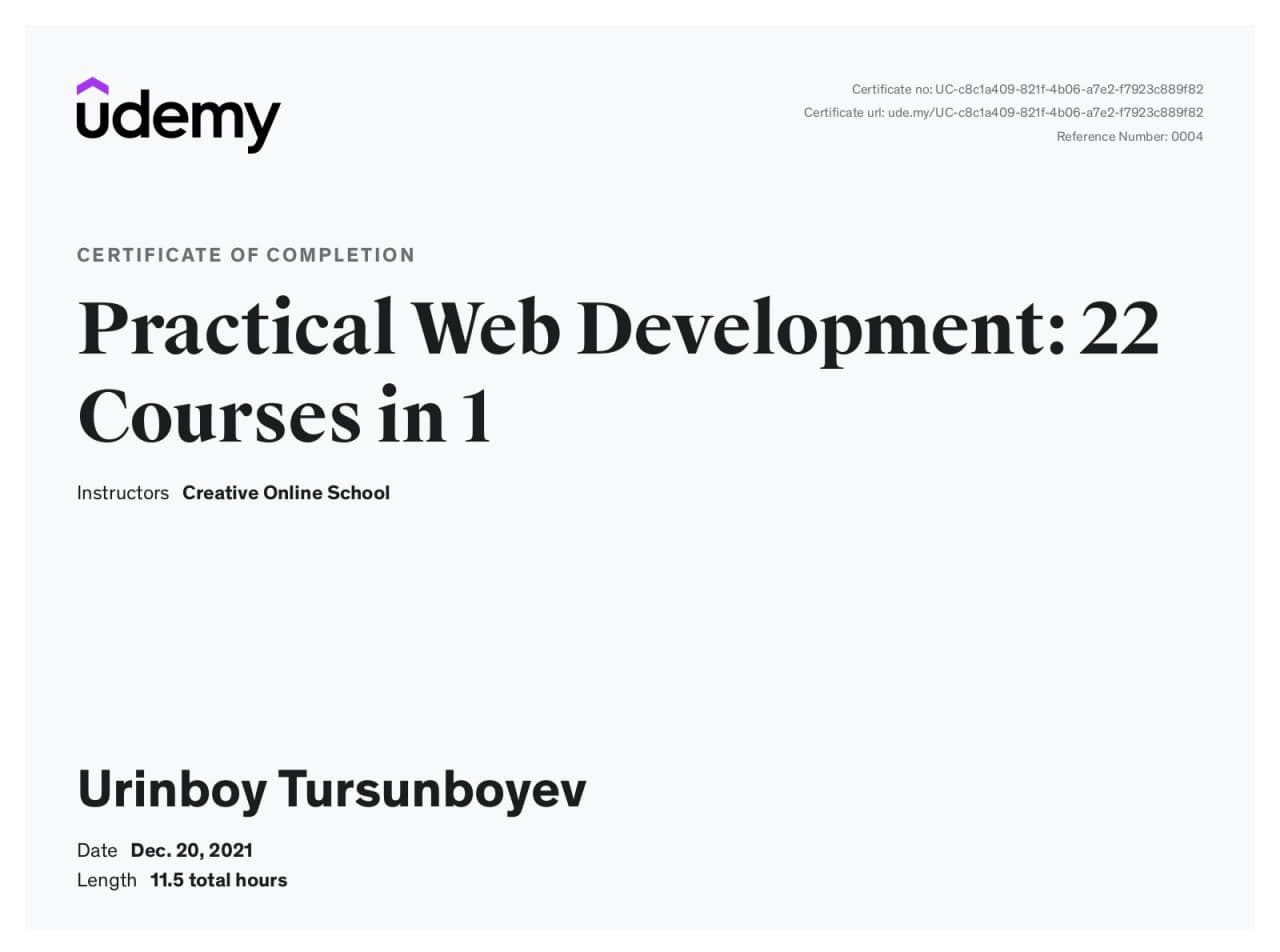 udemy
Certificate no: UC-c8c1a409-821f-4b06-a7e2-f7923c889f82
Certificate url: ude.my/UC-c8c1a409-821f-4b06-a7e2-f7923c889f82
Reference Number: 0004
CERTIFICATE OF COMPLETION
Practical Web Development: 22
Courses in 1
Instructors Creative Online School
Urinboy Tursunboyev
Date Dec. 20, 2021
Length 11.5 total hours